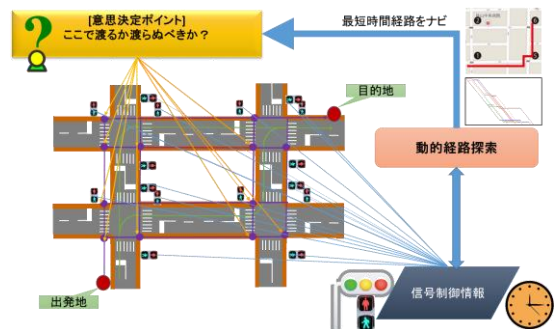 [意思決定ポイント]
ここで渡るか渡らぬべきか？
最短時間経路をナビ
目的地
動的経路探索
出発地
信号制御情報